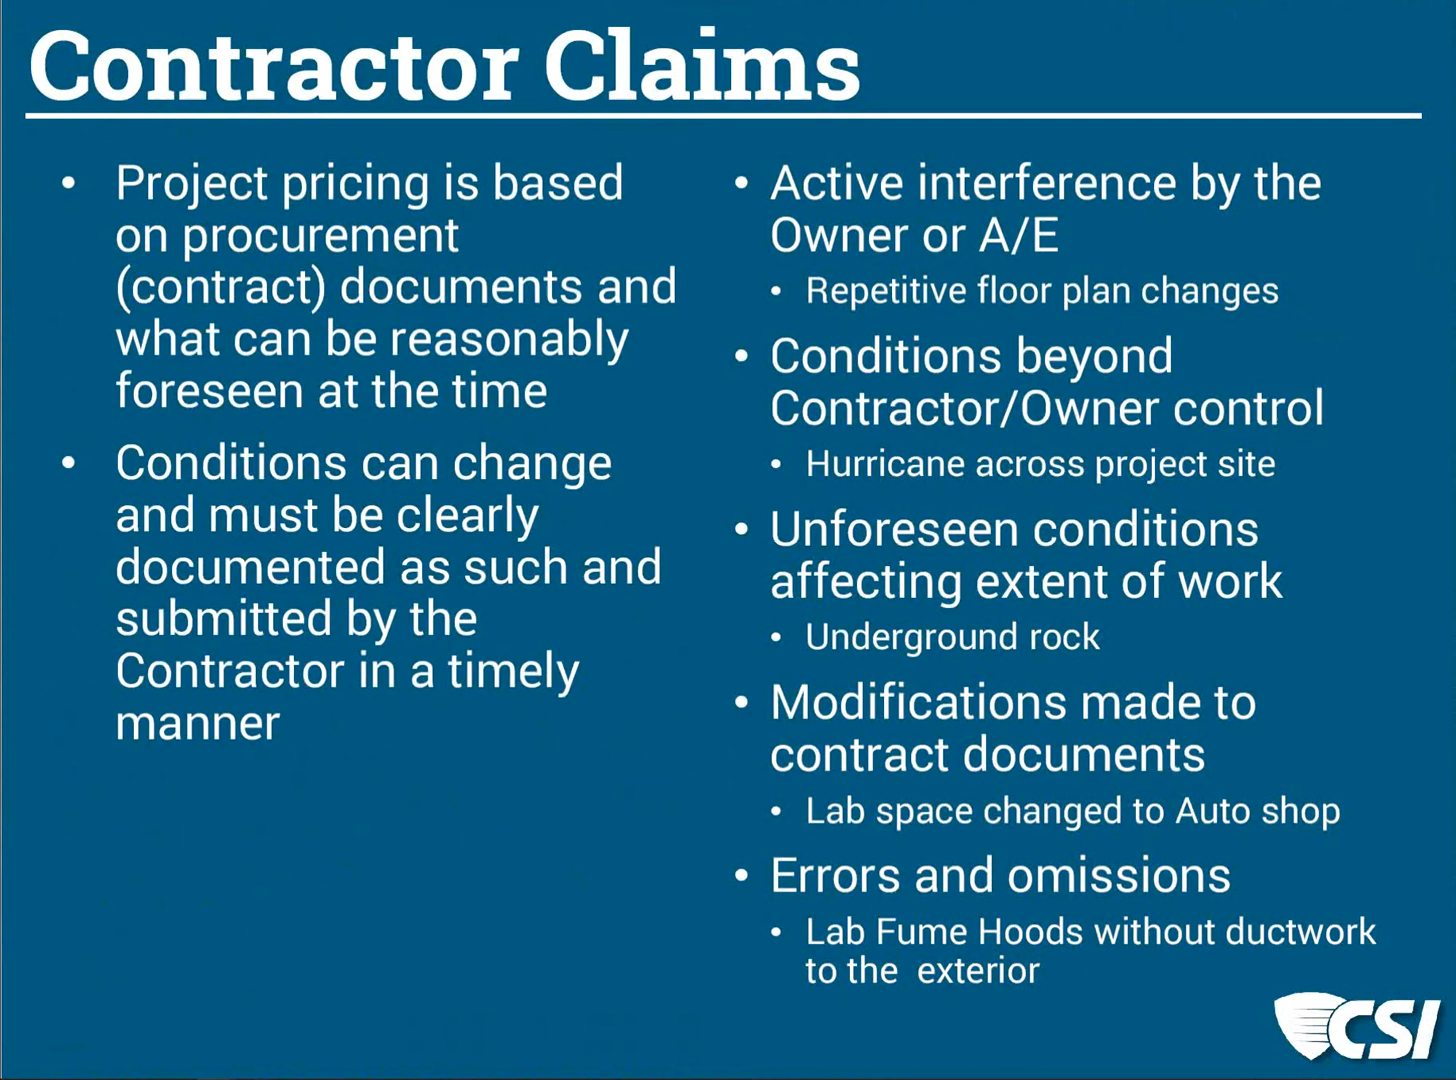 Contractor Claims
• Project pricing is based
on procurement
(contract) documents and
what can be reasonably
foreseen at the time
• Conditions can change
and must be clearly
documented as such and
submitted by the
Contractor in a timely
manner
• Active interference by the
Owner or A/E
• Repetitive floor plan changes
• Conditions beyond
Contractor/Owner control
• Hurricane across project site
• Unforeseen conditions
affecting extent of work
• Underground rock
• Modifications made to
contract documents
• Lab space changed to Auto shop
• Errors and omissions
• Lab Fume Hoods without ductwork
to the  exterior
CSI